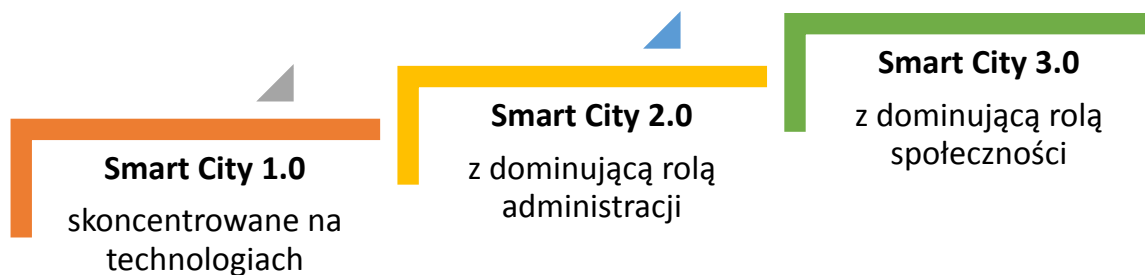 Smart City 1.0
skoncentrowane na
technologiach
Smart City 2.0
z dominującą rolą
administracji
Smart City 3.0
z dominującą rolą
społeczności